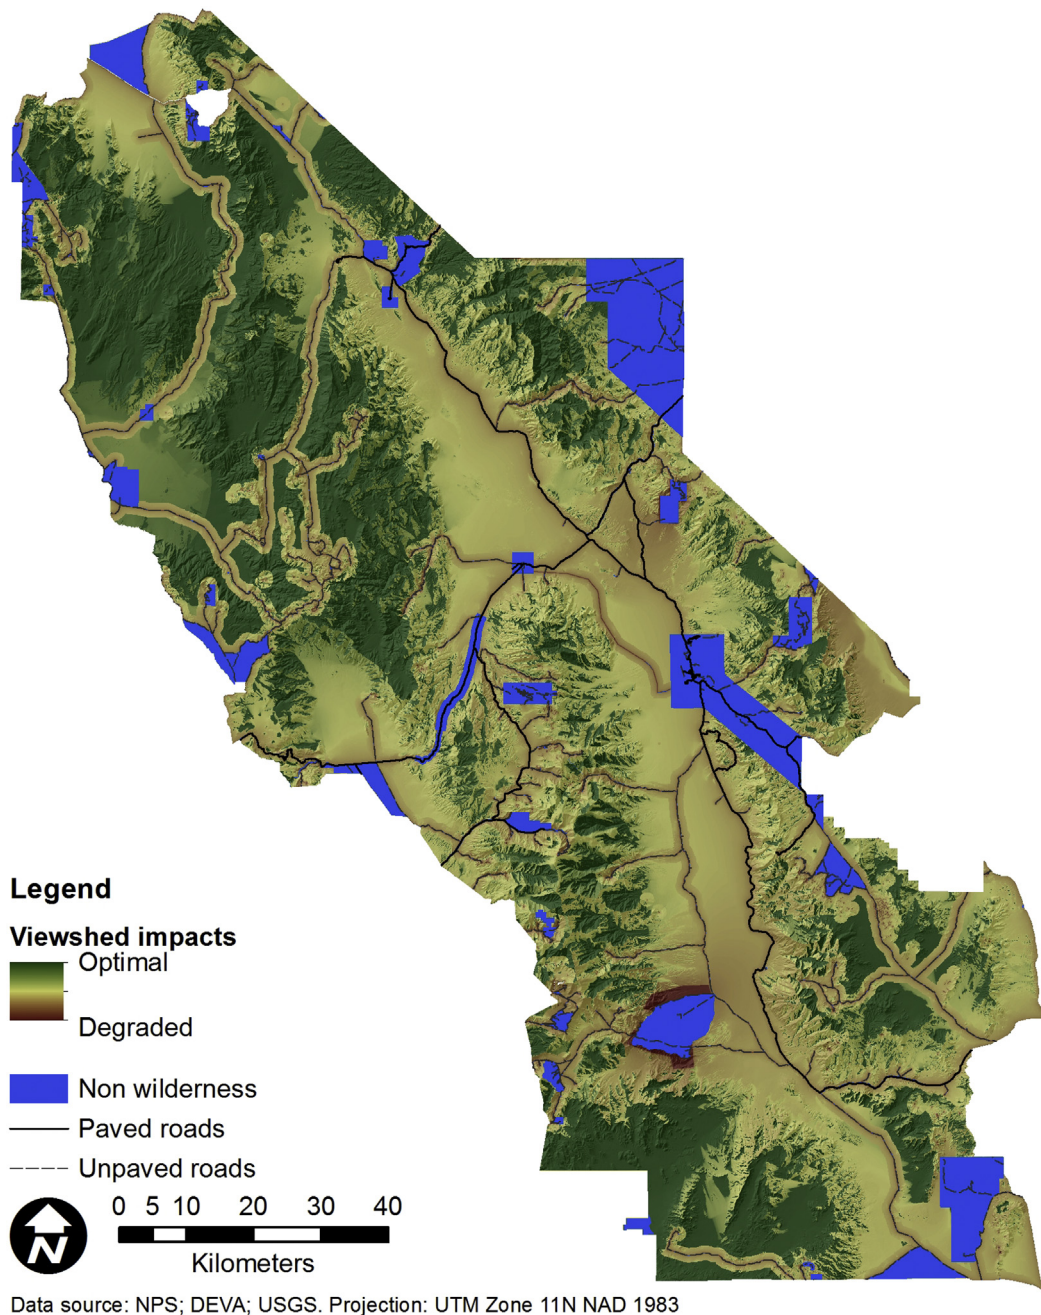 Legend
Viewshed impacts
Optimal
Degraded
Non wilderness
Paved roads
Unpaved roads
N
0 5 10 20 30 40
Kilometers
Data source: NPS; DEVA; USGS. Projection: UTM Zone 11N NAD 1983